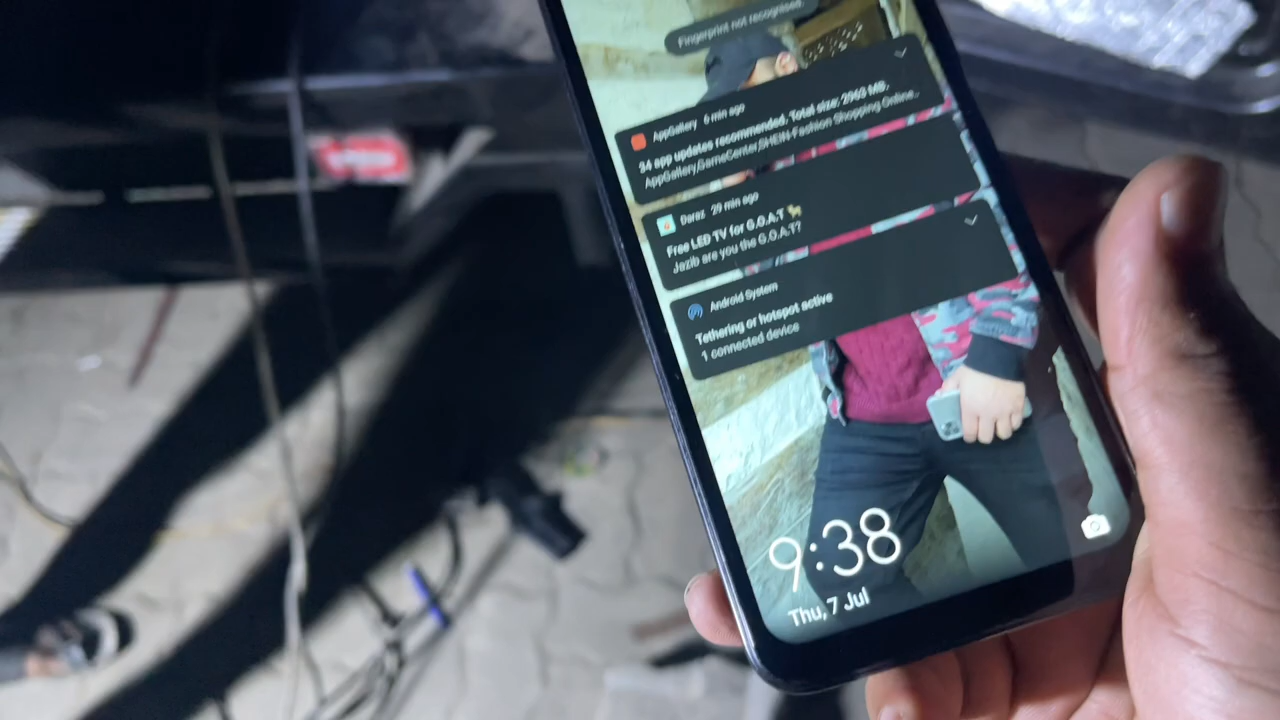 Fingerprint not recognised.
AppGallery 6 min ago
34 app updates recommended. Total size: 2963 MB.
AppGallery,GameCenter,SHEIN-Fashion Shopping Online..
Daraz 29 min ago
Free LED TV for G.O.A.T 🐐
Jazib are you the G.O.A.T?
Android System
Tethering or hotspot active
1 connected device
9:38
Thu, 7 Jul